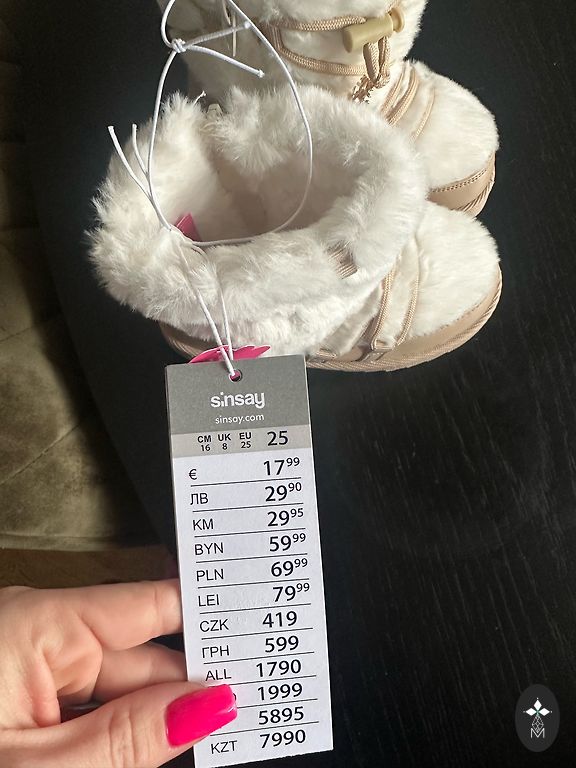 sinsay
sinsay.com
CM UK EU 25
16 8 25
€ 17⁹⁹
ЛВ 29⁹⁰
KM 29⁹⁵
BYN 59⁹⁹
PLN 69⁹⁹
LEI 79⁹⁹
CZK 419
ГРН 599
ALL 1790
1999
5895
KZT 7990